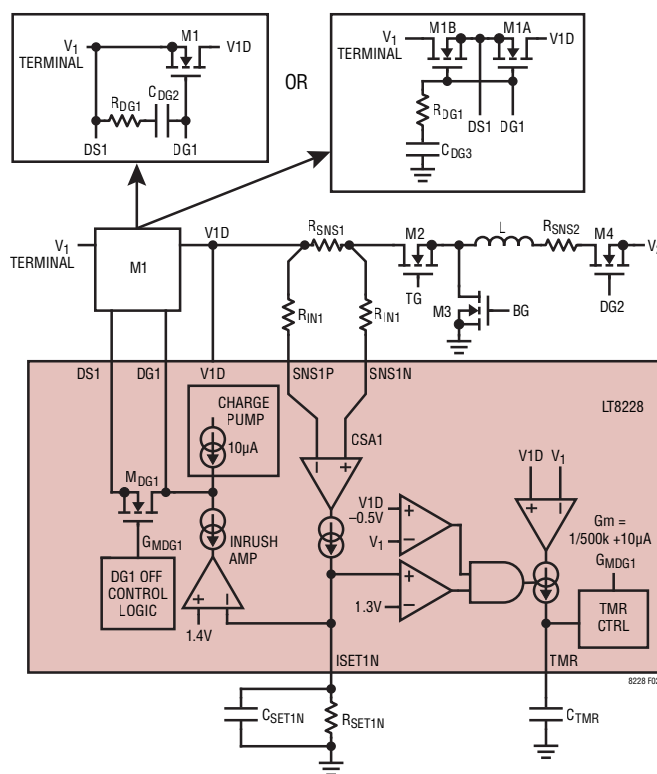 M1
V1 TERMINAL
V1D
RDG1
CDG2
DS1
DG1
OR
M1B
M1A
V1 TERMINAL
V1D
RDG1
DS1
DG1
CDG3
V1 TERMINAL
M1
V1D
RSNS1
M2
L
RSNS2
M4
RIN1
RIN1
TG
M3
BG
DG2
DS1
DG1
V1D
SNS1P
SNS1N
LT8228
CHARGE
PUMP
10µA
CSA1
–
+
V1D
V1
+
–
MDG1
V1D
–0.5V
+
V1
–
Gm =
1/500k +10µA
GMDG1
INRUSH
AMP
GMDG1
DG1 OFF
CONTROL
LOGIC
+
–
1.4V
+
1.3V
–
TMR
CTRL
ISET1N
TMR
8228 F02
CSET1N
RSET1N
CTMR